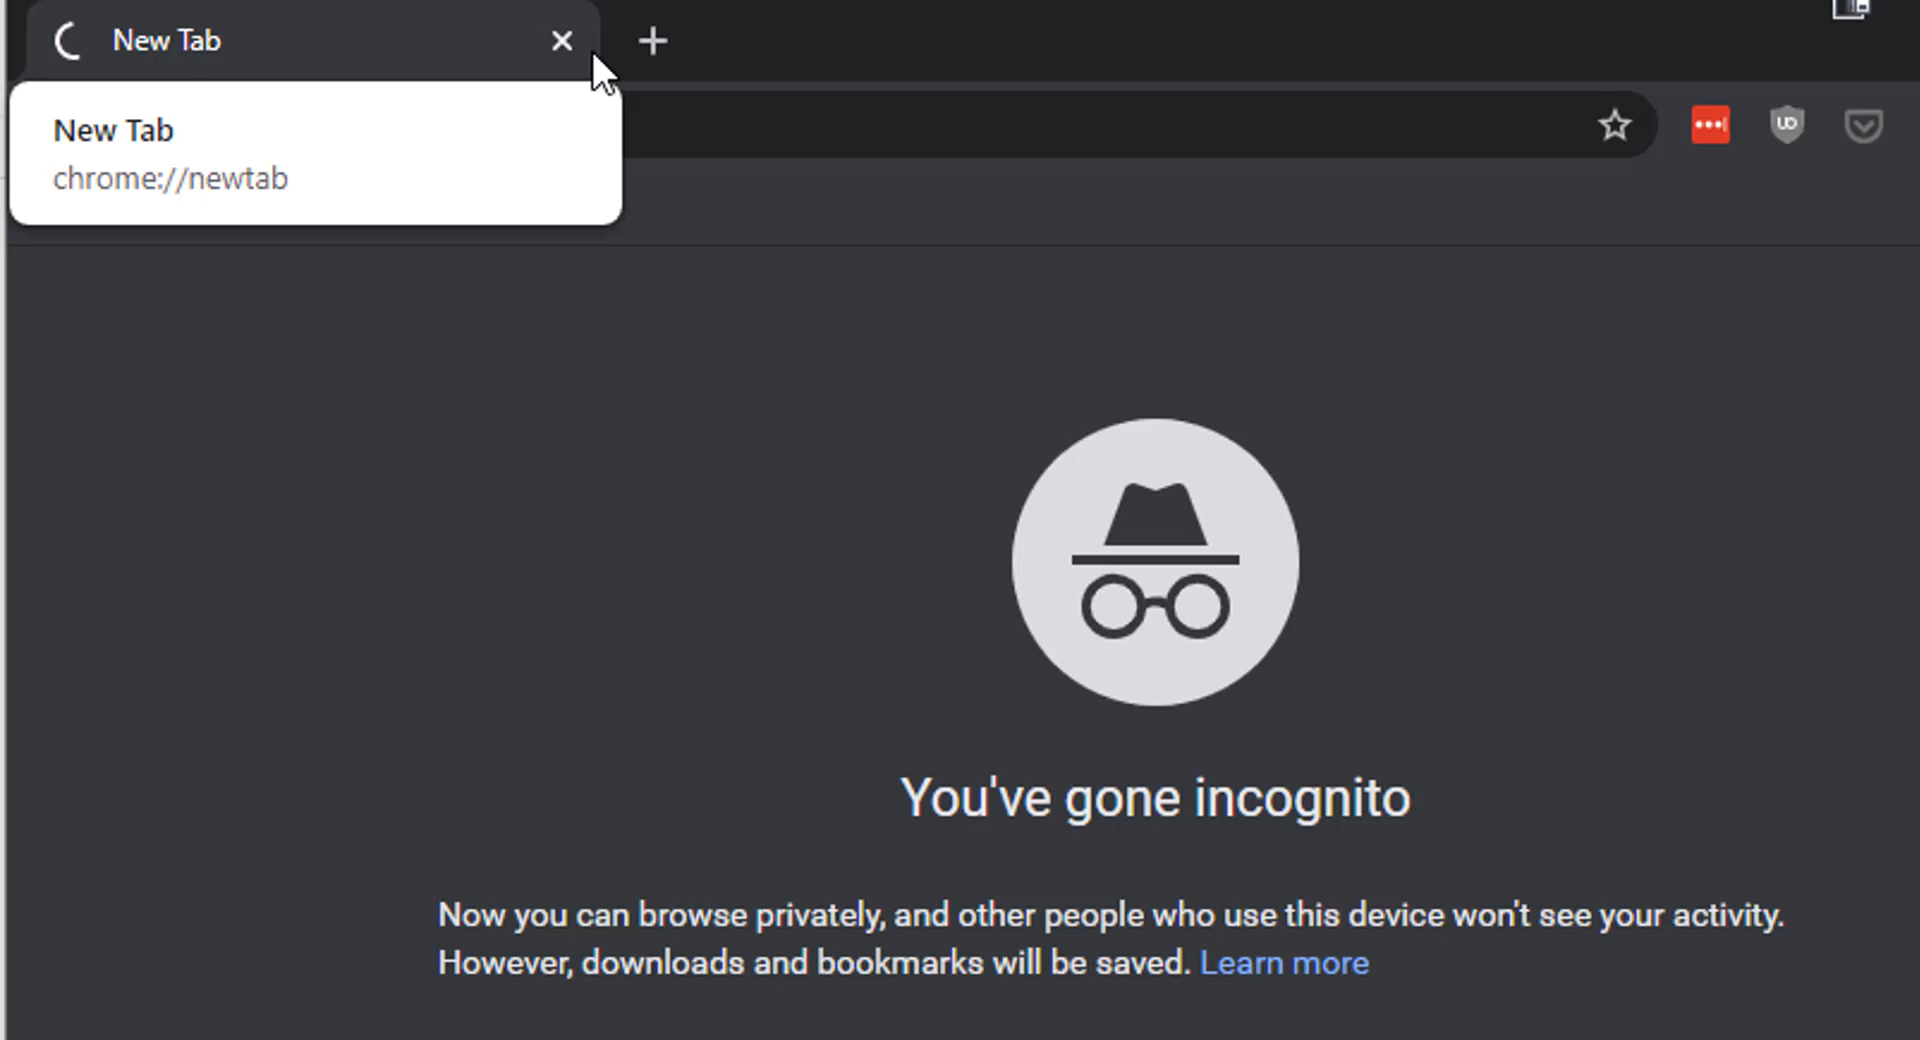 New Tab
New Tab
chrome://newtab
UO
You've gone incognito
Now you can browse privately, and other people who use this device won't see your activity.
However, downloads and bookmarks will be saved. Learn more